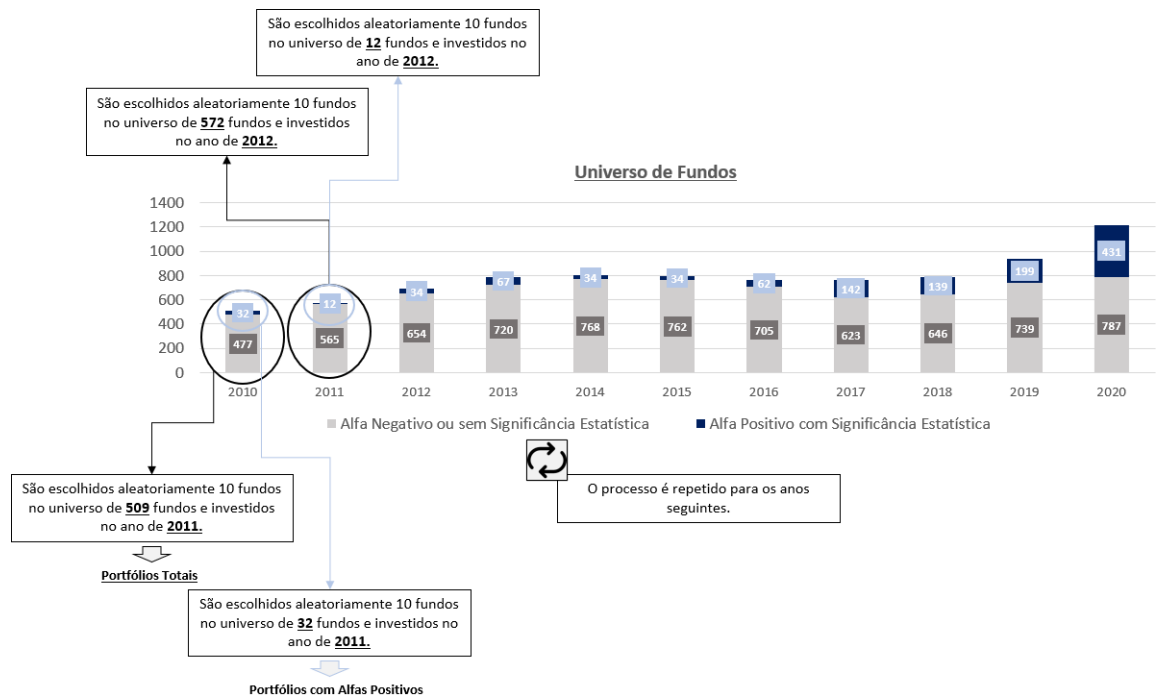 São escolhidos aleatoriamente 10 fundos
no universo de 12 fundos e investidos no
ano de 2012.
São escolhidos aleatoriamente 10 fundos
no universo de 572 fundos e investidos
no ano de 2012.
Universo de Fundos
1400
1200
1000
800
600
400
200
0
32
12
34
67
34
34
62
142
139
199
431
477
565
654
720
768
762
705
623
646
739
787
2010
2011
2012
2013
2014
2015
2016
2017
2018
2019
2020
Alfa Negativo ou sem Significância Estatística
Alfa Positivo com Significância Estatística
São escolhidos aleatoriamente 10 fundos
no universo de 509 fundos e investidos
no ano de 2011.
Portfólios Totais
O processo é repetido para os anos
seguintes.
São escolhidos aleatoriamente 10 fundos
no universo de 32 fundos e investidos no
ano de 2011.
Portfólios com Alfas Positivos